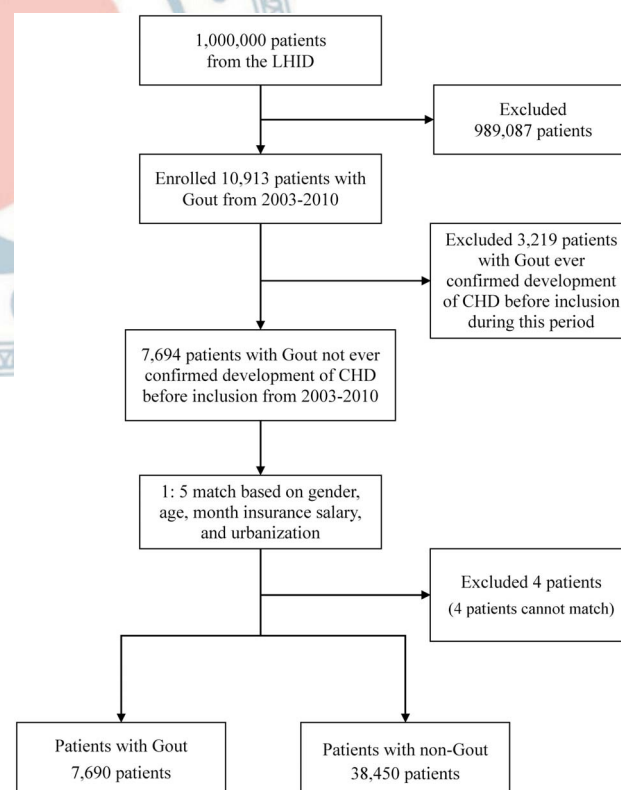 1,000,000 patients
from the LHID
Excluded
989,087 patients
Enrolled 10,913 patients with
Gout from 2003-2010
Excluded 3,219 patients
with Gout ever
confirmed development
of CHD before inclusion
during this period
7,694 patients with Gout not ever
confirmed development of CHD
before inclusion from 2003-2010
1: 5 match based on gender,
age, month insurance salary,
and urbanization
Excluded 4 patients
(4 patients cannot match)
Patients with Gout
7,690 patients
Patients with non-Gout
38,450 patients